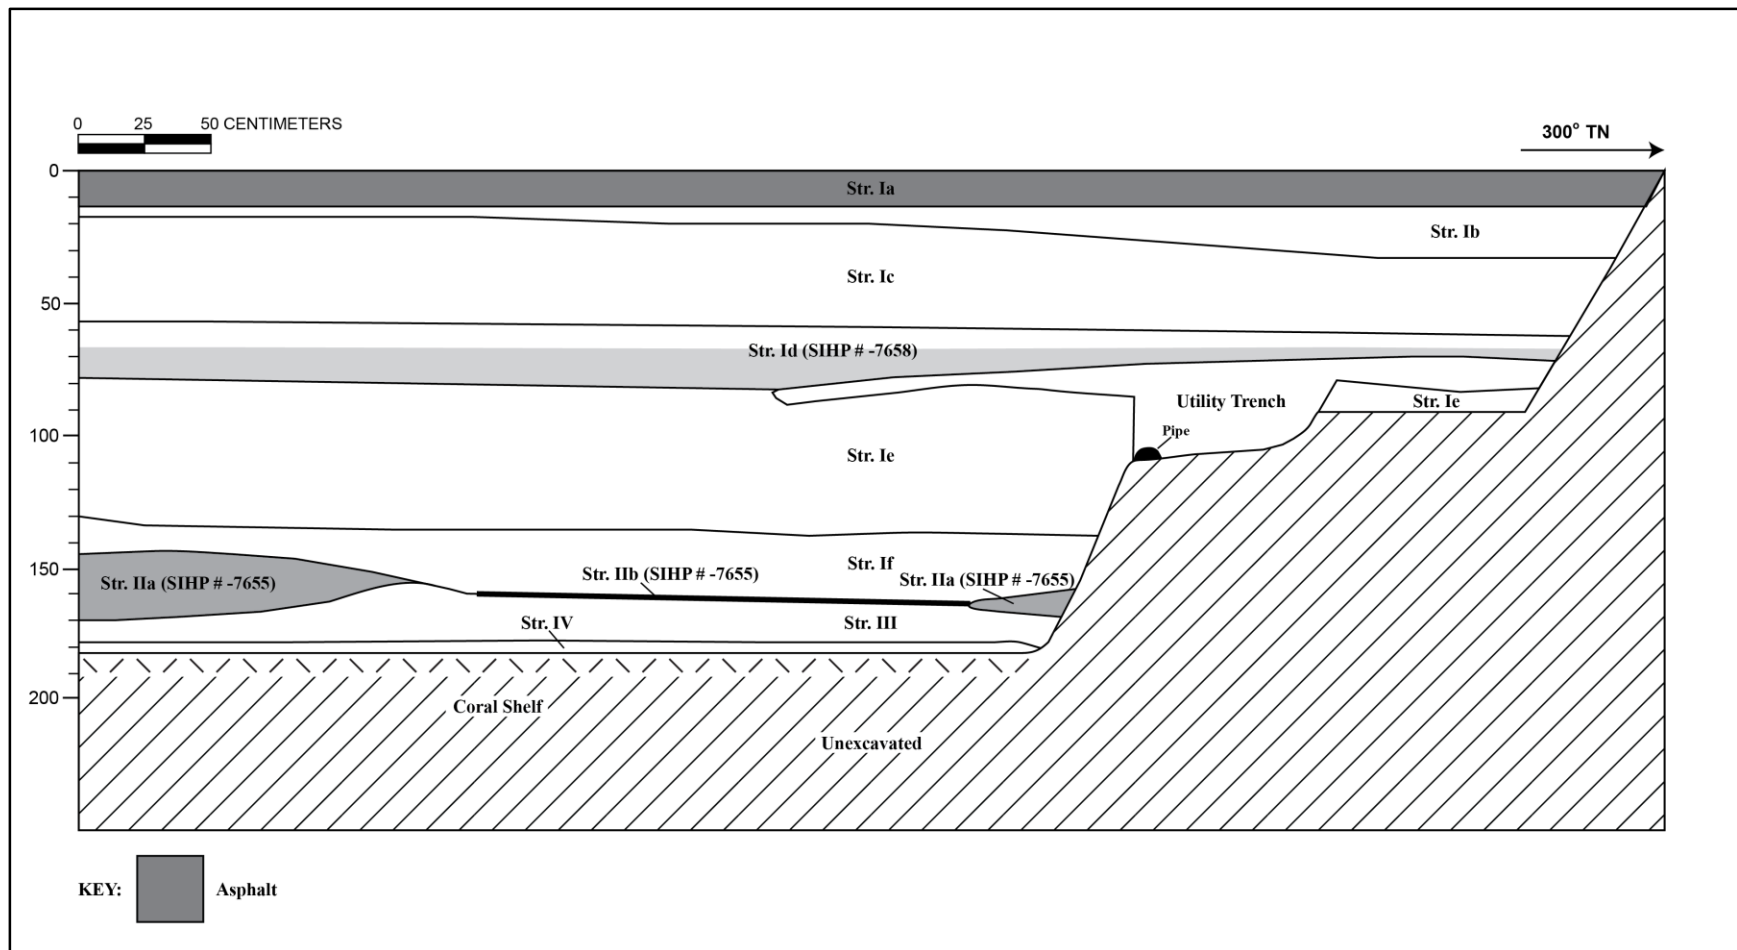 0 25 50 CENTIMETERS
300° TN
0
Str. Ia
Str. Ib
Str. Ic
50
Str. Id (SIHP # -7658)
Utility Trench
Str. Ie
Pipe
100
Str. Ie
150
Str. If
Str. IIa (SIHP # -7655)
Str. IIb (SIHP # -7655)
Str. IIa (SIHP # -7655)
Str. IV
Str. III
200
Coral Shelf
Unexcavated
KEY:
Asphalt